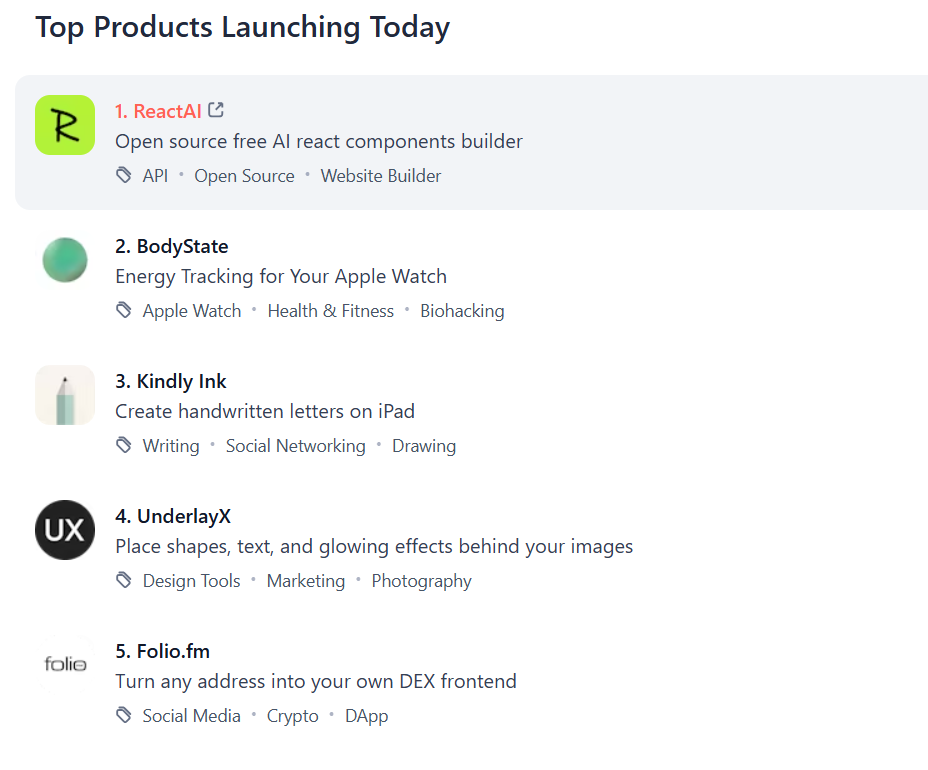 Top Products Launching Today
R
1. ReactAI
Open source free AI react components builder
API • Open Source • Website Builder
2. BodyState
Energy Tracking for Your Apple Watch
Apple Watch • Health & Fitness • Biohacking
3. Kindly Ink
Create handwritten letters on iPad
Writing • Social Networking • Drawing
UX
4. UnderlayX
Place shapes, text, and glowing effects behind your images
Design Tools • Marketing • Photography
folio
5. Folio.fm
Turn any address into your own DEX frontend
Social Media • Crypto • DApp